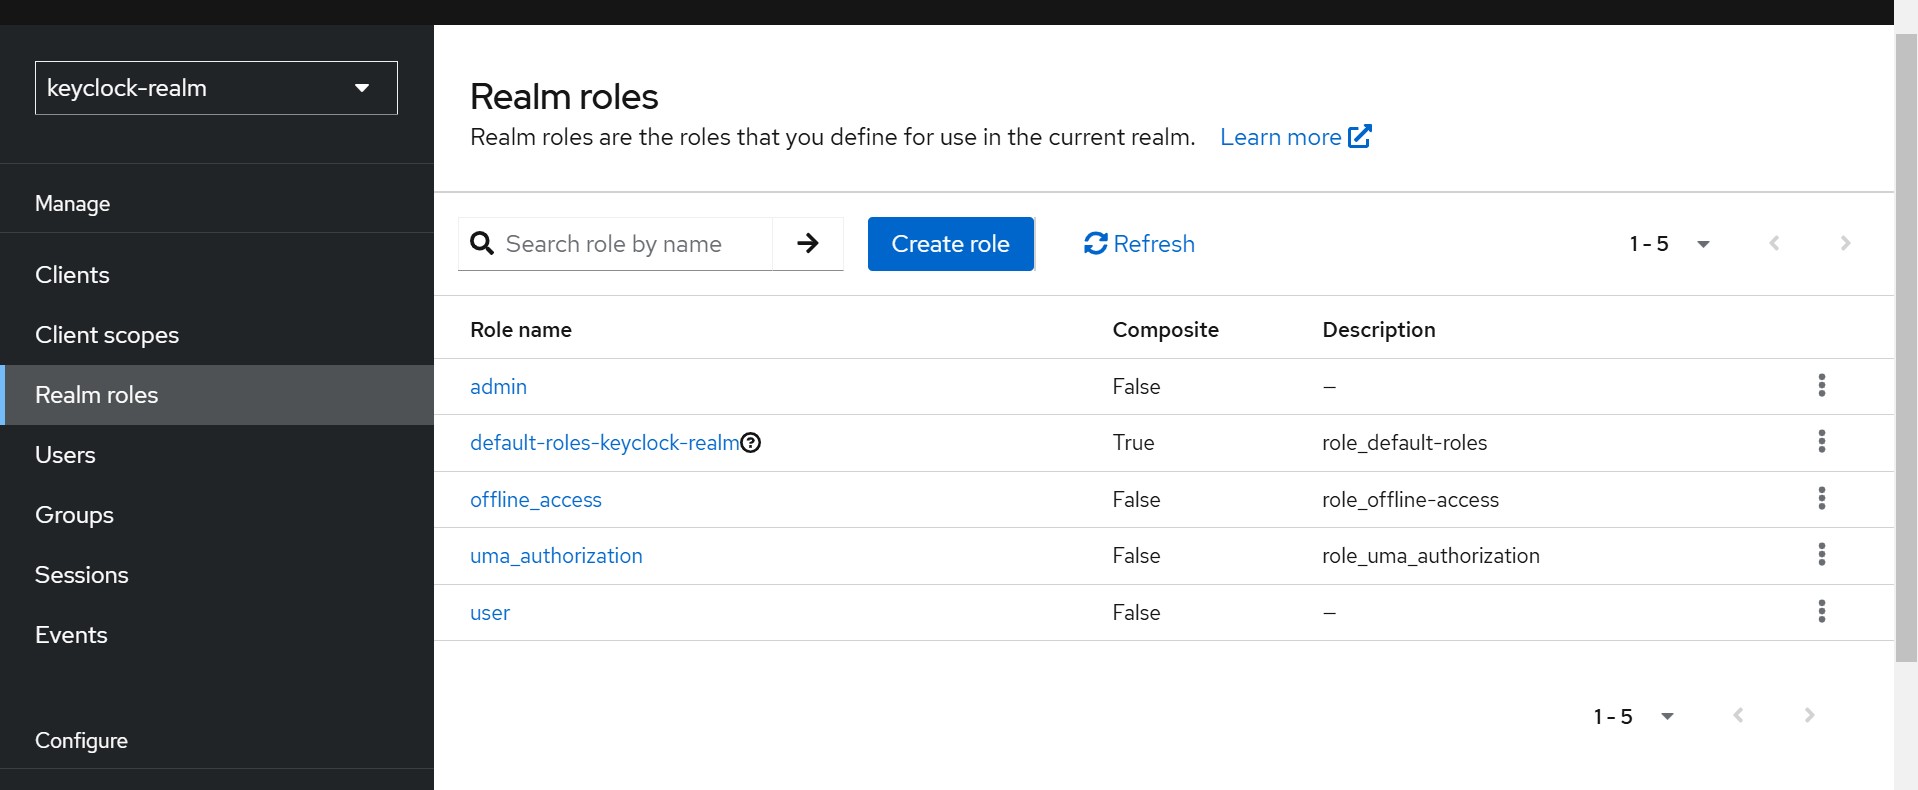 keyclock-realm
Manage
Clients
Client scopes
Realm roles
Users
Groups
Sessions
Events
Configure
Realm roles
Realm roles are the roles that you define for use in the current realm. Learn more
Search role by name Create role Refresh 1 - 5
Role name Composite Description
admin False —
default-roles-keyclock-realm True role_default-roles
offline_access False role_offline-access
uma_authorization False role_uma_authorization
user False —
1 - 5